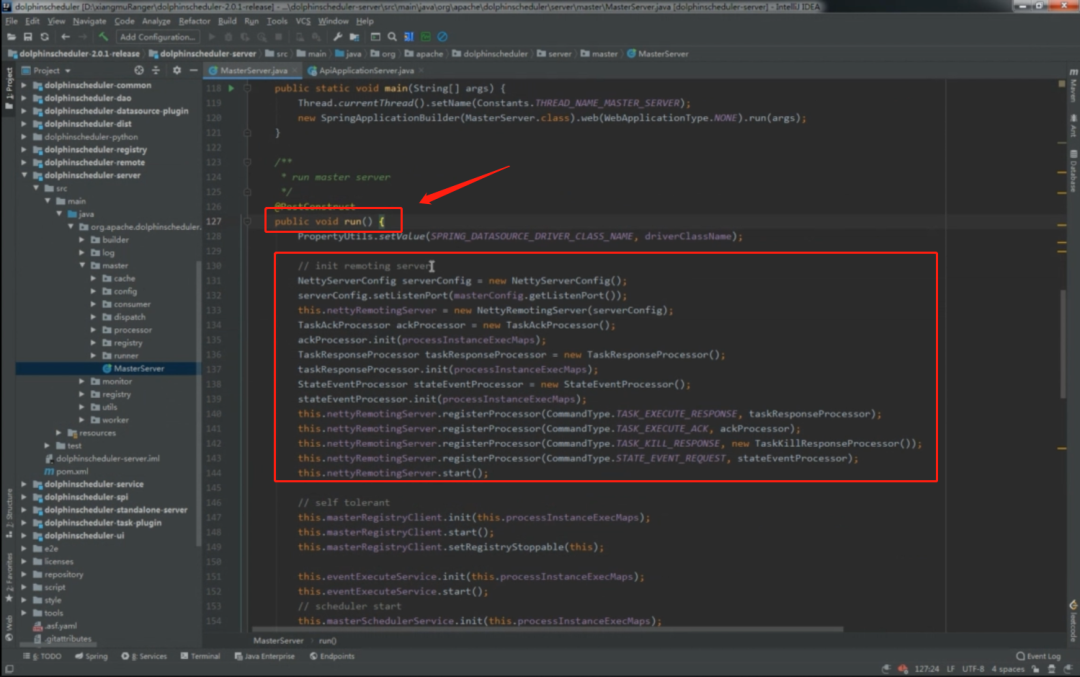 dolphinscheduler [D:\xiangmuRanger\dolphinscheduler-2.0.1-release] - ...\dolphinscheduler-server\src\main\java\org\apache\dolphinscheduler\server\master\MasterServer.java [dolphinscheduler-server] - IntelliJ IDEA
File Edit View Navigate Code Analyze Refactor Build Run Tools VCS Window Help
Add Configuration...
dolphinscheduler-2.0.1-release dolphinscheduler-server src main java org apache dolphinscheduler server master MasterServer
Project
MasterServer.java
ApiApplicationServer.java
1: Project
dolphinscheduler-common
dolphinscheduler-dao
dolphinscheduler-datasource-plugin
dolphinscheduler-dist
dolphinscheduler-python
dolphinscheduler-registry
dolphinscheduler-remote
dolphinscheduler-server
src
main
java
org.apache.dolphinscheduler.
builder
log
master
cache
config
consumer
dispatch
processor
registry
runner
MasterServer
monitor
registry
utils
worker
resources
test
dolphinscheduler-server.iml
pom.xml
dolphinscheduler-service
dolphinscheduler-spi
dolphinscheduler-standalone-server
dolphinscheduler-task-plugin
dolphinscheduler-ui
e2e
licenses
repository
script
style
tools
.asf.yaml
.gitattributes
Z: Structure
2: Favorites
Web
118 public static void main(String[] args) {
119 Thread.currentThread().setName(Constants.THREAD_NAME_MASTER_SERVER);
120 new SpringApplicationBuilder(MasterServer.class).web(WebApplicationType.NONE).run(args);
121 }
122
123 /**
124 * run master server
125 */
126 @PostConstruct
127 public void run() {
128 PropertyUtils.setValue(SPRING_DATASOURCE_DRIVER_CLASS_NAME, driverClassName);
129
130 // init remoting server
131 NettyServerConfig serverConfig = new NettyServerConfig();
132 serverConfig.setListenPort(masterConfig.getListenPort());
133 this.nettyRemotingServer = new NettyRemotingServer(serverConfig);
134 TaskAckProcessor ackProcessor = new TaskAckProcessor();
135 ackProcessor.init(processInstanceExecMaps);
136 TaskResponseProcessor taskResponseProcessor = new TaskResponseProcessor();
137 taskResponseProcessor.init(processInstanceExecMaps);
138 StateEventProcessor stateEventProcessor = new StateEventProcessor();
139 stateEventProcessor.init(processInstanceExecMaps);
140 this.nettyRemotingServer.registerProcessor(CommandType.TASK_EXECUTE_RESPONSE, taskResponseProcessor);
141 this.nettyRemotingServer.registerProcessor(CommandType.TASK_EXECUTE_ACK, ackProcessor);
142 this.nettyRemotingServer.registerProcessor(CommandType.TASK_KILL_RESPONSE, new TaskKillResponseProcessor());
143 this.nettyRemotingServer.registerProcessor(CommandType.STATE_EVENT_REQUEST, stateEventProcessor);
144 this.nettyRemotingServer.start();
145
146 // self tolerant
147 this.masterRegistryClient.init(this.processInstanceExecMaps);
148 this.masterRegistryClient.start();
149 this.masterRegistryClient.setRegistryStoppable(this);
150
151 this.eventExecuteService.init(this.processInstanceExecMaps);
152 this.eventExecuteService.start();
153 // scheduler start
154 this.masterSchedulerService.init(this.processInstanceExecMaps);
MasterServer run()
Maven
Ant
Database
leetcode
6: TODO Spring 8: Services Terminal Java Enterprise Endpoints Event Log
127:24 LF UTF-8 4 spaces